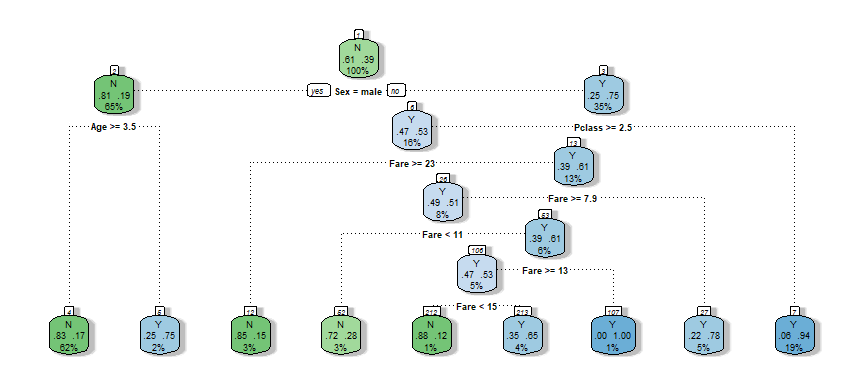 1
N
.61 .39
100%
yes Sex = male no
2
N
.81 .19
65%
3
Y
.25 .75
35%
Age >= 3.5
6
Y
.47 .53
16%
Pclass >= 2.5
13
Y
.39 .61
13%
Fare >= 23
26
Y
.49 .51
8%
Fare >= 7.9
53
Y
.39 .61
6%
Fare < 11
106
Y
.47 .53
5%
Fare >= 13
Fare < 15
4
N
.83 .17
62%
5
Y
.25 .75
2%
12
N
.85 .15
3%
52
N
.72 .28
3%
212
N
.88 .12
1%
213
Y
.35 .65
4%
107
Y
.00 1.00
1%
27
Y
.22 .78
5%
7
Y
.06 .94
19%